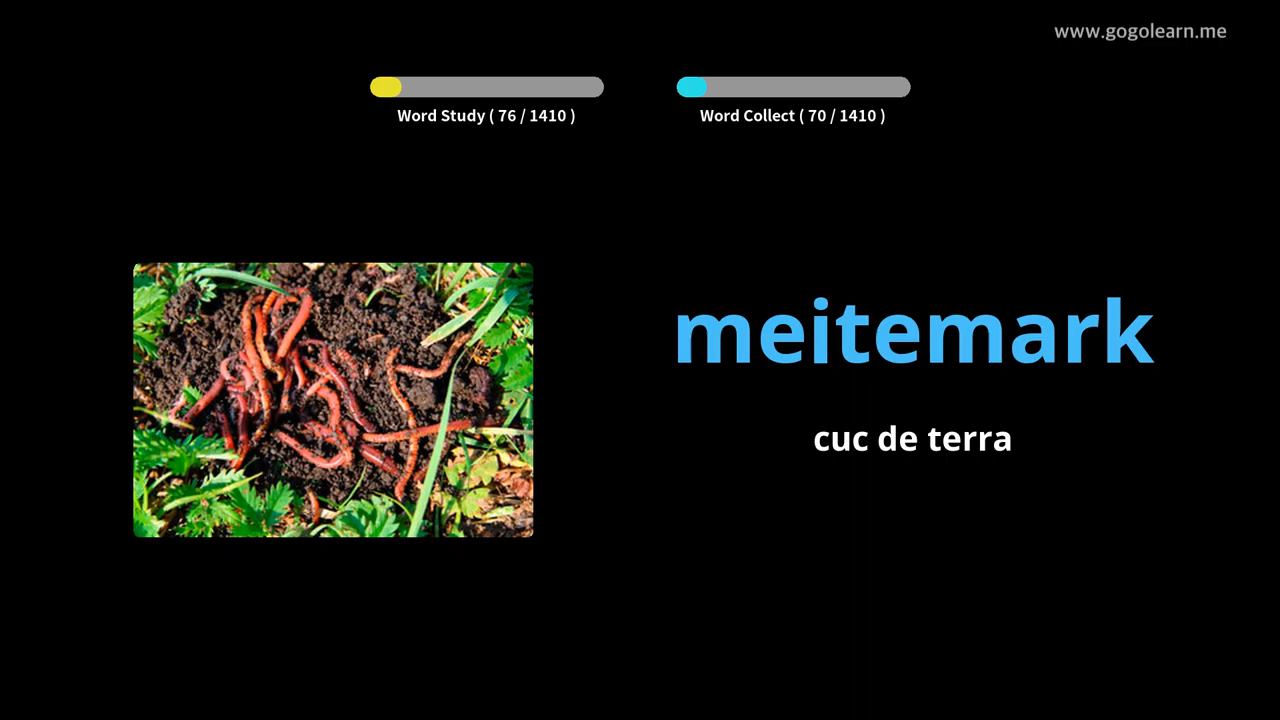 www.gogolearn.me
Word Study ( 76 / 1410 )
Word Collect ( 70 / 1410 )
meitemark
cuc de terra